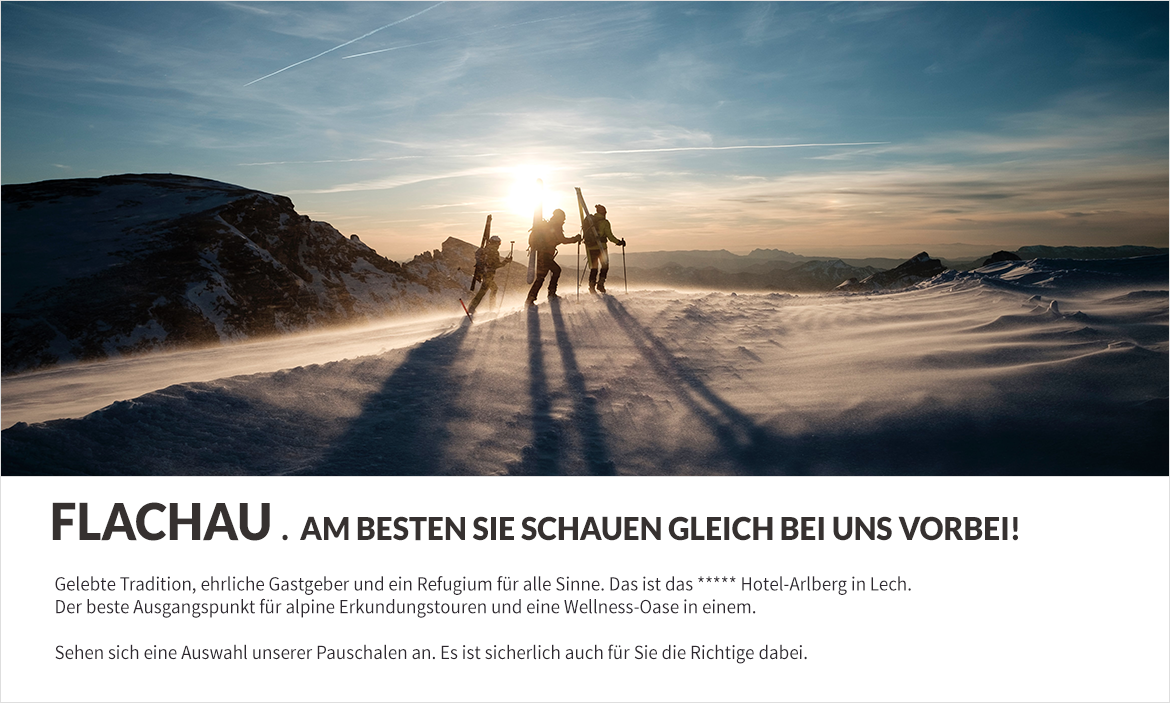 FLACHAU . AM BESTEN SIE SCHAUEN GLEICH BEI UNS VORBEI!
Gelebte Tradition, ehrliche Gastgeber und ein Refugium für alle Sinne. Das ist das ***** Hotel-Arlberg in Lech.
Der beste Ausgangspunkt für alpine Erkundungstouren und eine Wellness-Oase in einem.
Sehen sich eine Auswahl unserer Pauschalen an. Es ist sicherlich auch für Sie die Richtige dabei.